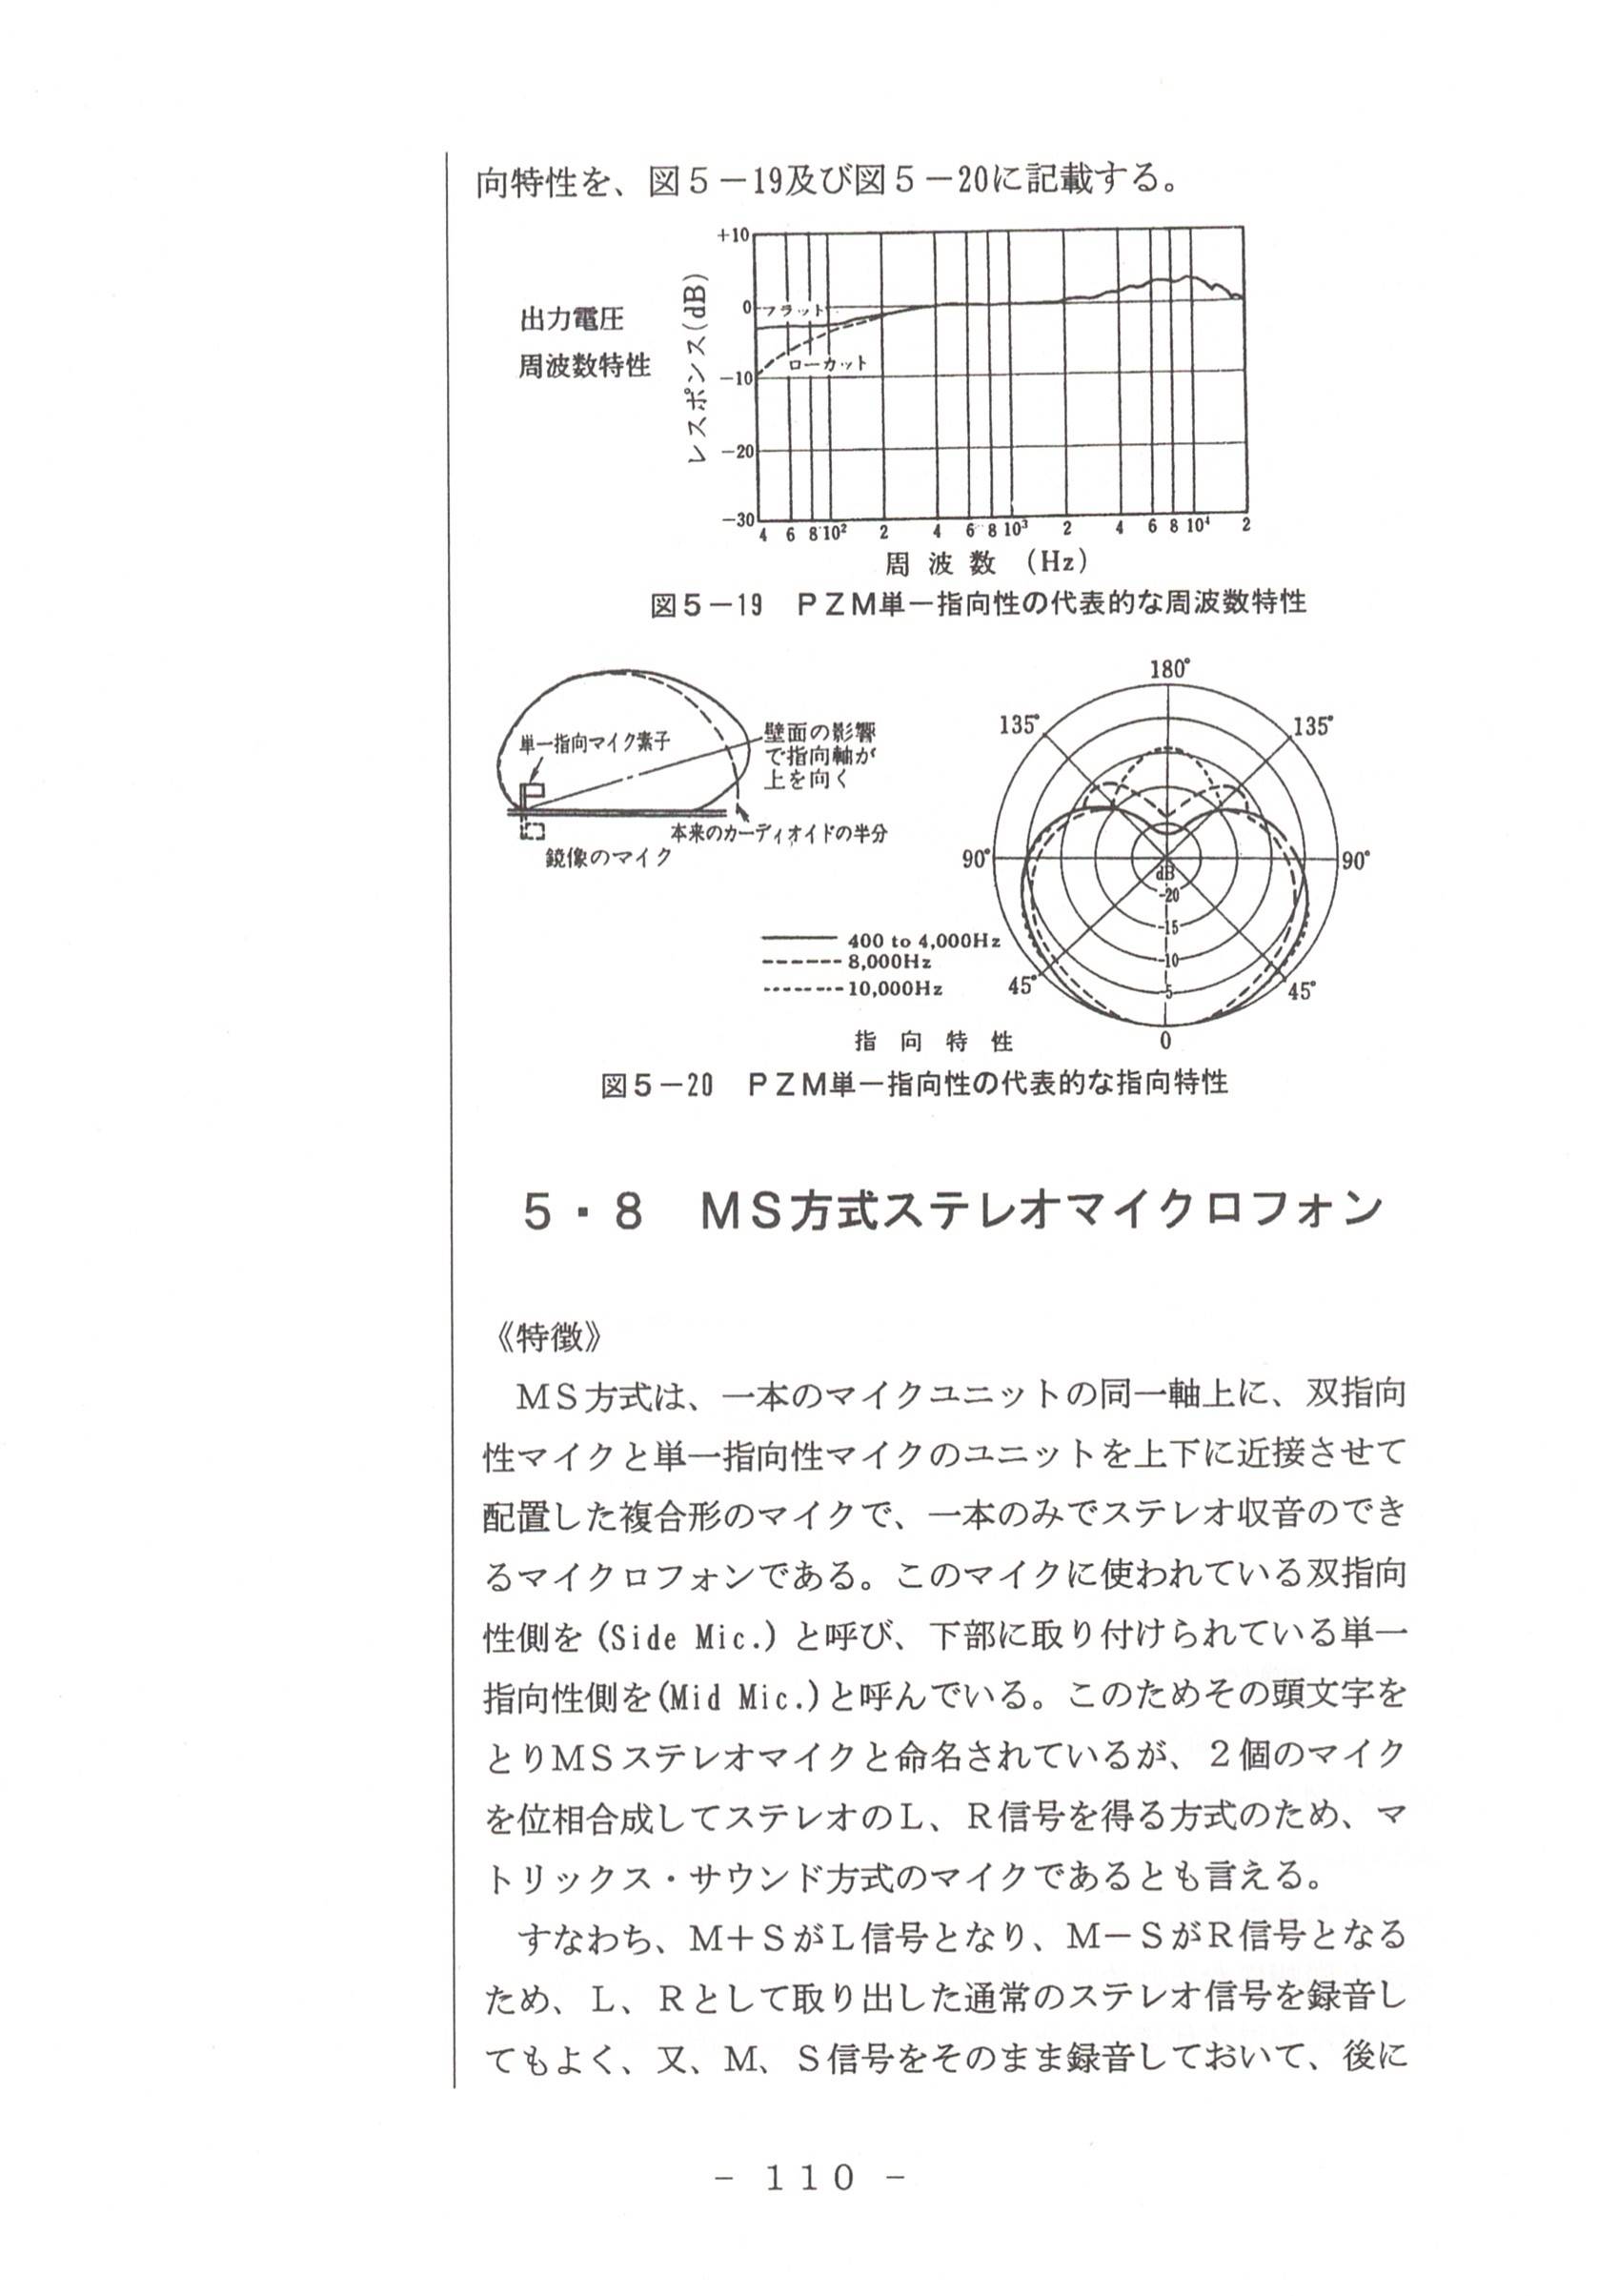 向特性を、図5－19及び図5－20に記載する。
出力電圧
周波数特性
レスポンス(dB)
+10
0
−10
−20
−30
フラット
ローカット
4 6 8 10² 2 4 6 8 10³ 2 4 6 8 10⁴ 2
周波数 (Hz)
図5－19　PZM単一指向性の代表的な周波数特性
単一指向マイク素子
壁面の影響
で指向軸が
上を向く
本来のカーディオイドの半分
鏡像のマイク
180°
135° 135°
90° 90°
dB
-20
-15
-10
-5
45° 45°
0
400 to 4,000Hz
8,000Hz
10,000Hz
指向特性
図5－20　PZM単一指向性の代表的な指向特性
5・8　MS方式ステレオマイクロフォン
《特徴》
　MS方式は、一本のマイクユニットの同一軸上に、双指向
性マイクと単一指向性マイクのユニットを上下に近接させて
配置した複合形のマイクで、一本のみでステレオ収音のでき
るマイクロフォンである。このマイクに使われている双指向
性側を (Side Mic.) と呼び、下部に取り付けられている単一
指向性側を(Mid Mic.)と呼んでいる。このためその頭文字を
とりMSステレオマイクと命名されているが、2個のマイク
を位相合成してステレオのL、R信号を得る方式のため、マ
トリックス・サウンド方式のマイクであるとも言える。
　すなわち、M＋SがL信号となり、M－SがR信号となる
ため、L、Rとして取り出した通常のステレオ信号を録音し
てもよく、又、M、S信号をそのまま録音しておいて、後に
- 110 -